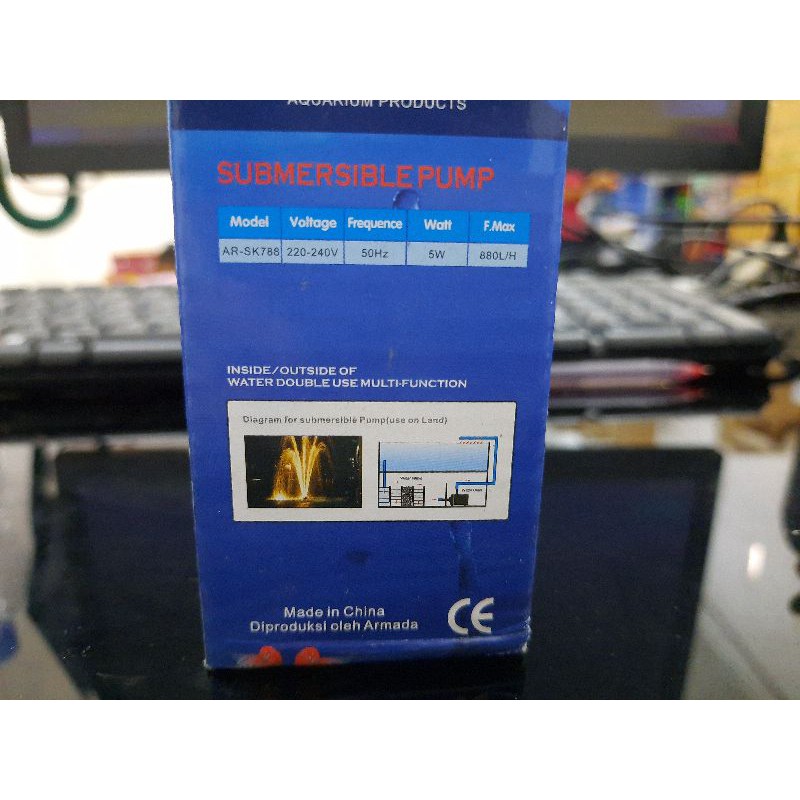 AQUARIUM PRODUCTS
SUBMERSIBLE PUMP
Model Voltage Frequence Watt F.Max
AR-SK788 220-240V 50Hz 5W 880L/H
INSIDE/OUTSIDE OF
WATER DOUBLE USE MULTI-FUNCTION
Diagram for submersible Pump(use on Land)
Made in China
Diproduksi oleh Armada
CE